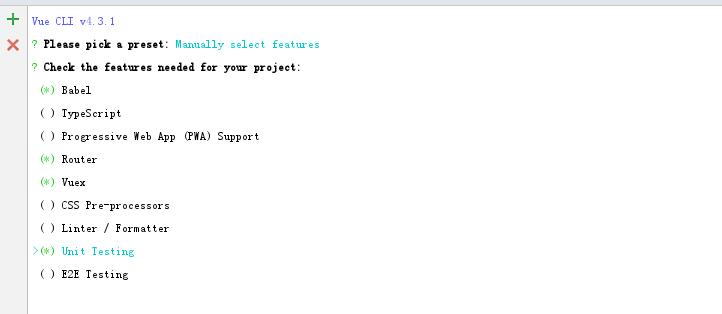 Vue CLI v4.3.1
? Please pick a preset: Manually select features
? Check the features needed for your project:
(*) Babel
( ) TypeScript
( ) Progressive Web App (PWA) Support
(*) Router
(*) Vuex
( ) CSS Pre-processors
( ) Linter / Formatter
>(*) Unit Testing
( ) E2E Testing